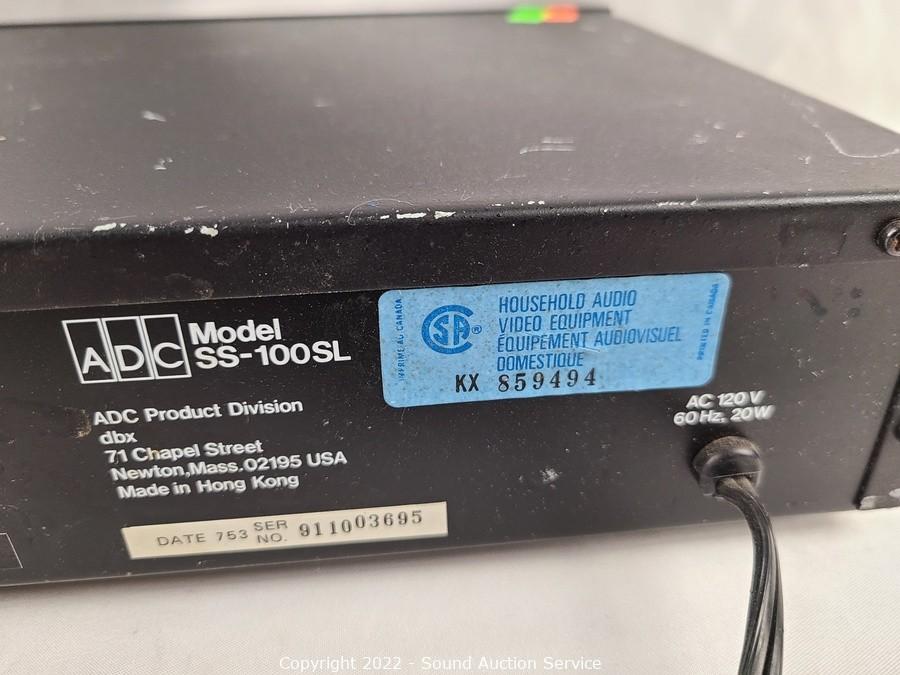 ADC
Model
SS-100SL
ADC Product Division
dbx
71 Chapel Street
Newton,Mass.02195 USA
Made in Hong Kong
DATE 753 SER NO. 911003695
IMPRIMÉ AU CANADA
SA ®
HOUSEHOLD AUDIO
VIDEO EQUIPMENT
ÉQUIPEMENT AUDIOVISUEL
DOMESTIQUE
KX 859494
PRINTED IN CANADA
AC 120 V
60 Hz, 20W
Copyright 2022 - Sound Auction Service